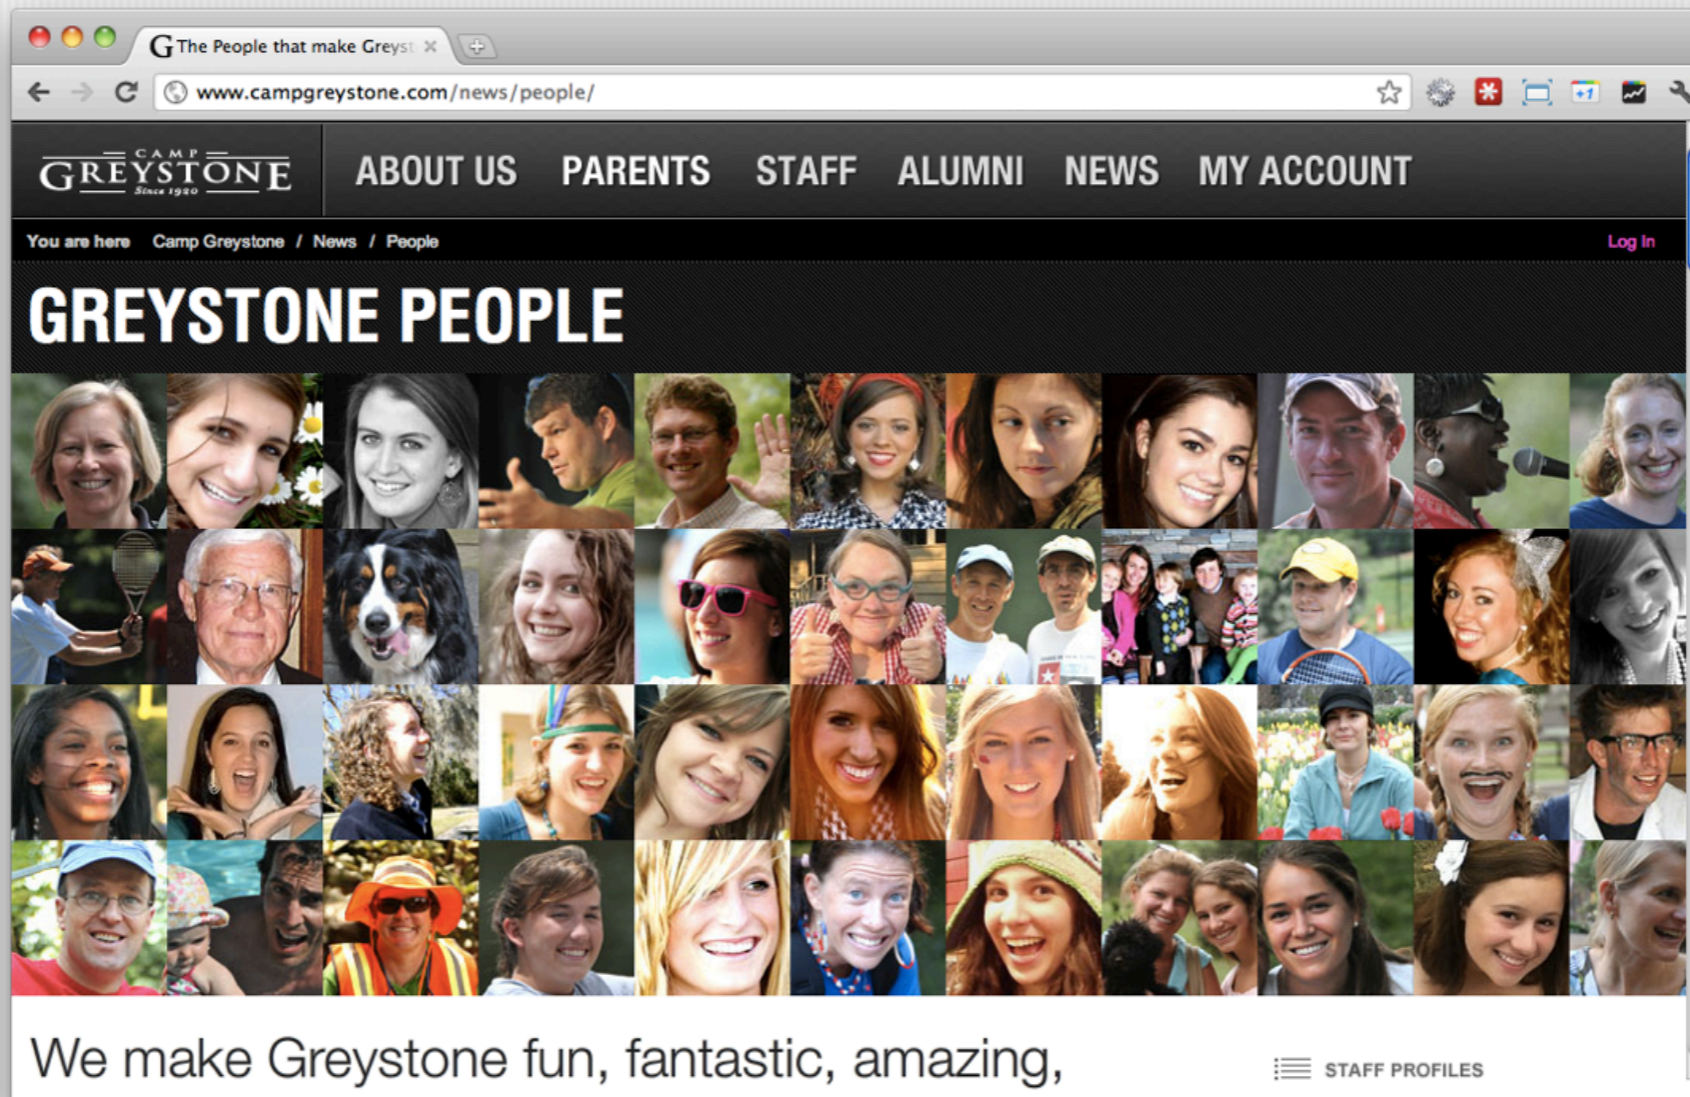 The People that make Greyst
www.campgreystone.com/news/people/
+1
CAMP
GREYSTONE
Since 1920
ABOUT US PARENTS STAFF ALUMNI NEWS MY ACCOUNT
You are here Camp Greystone / News / People
Log In
GREYSTONE PEOPLE
We make Greystone fun, fantastic, amazing,
STAFF PROFILES